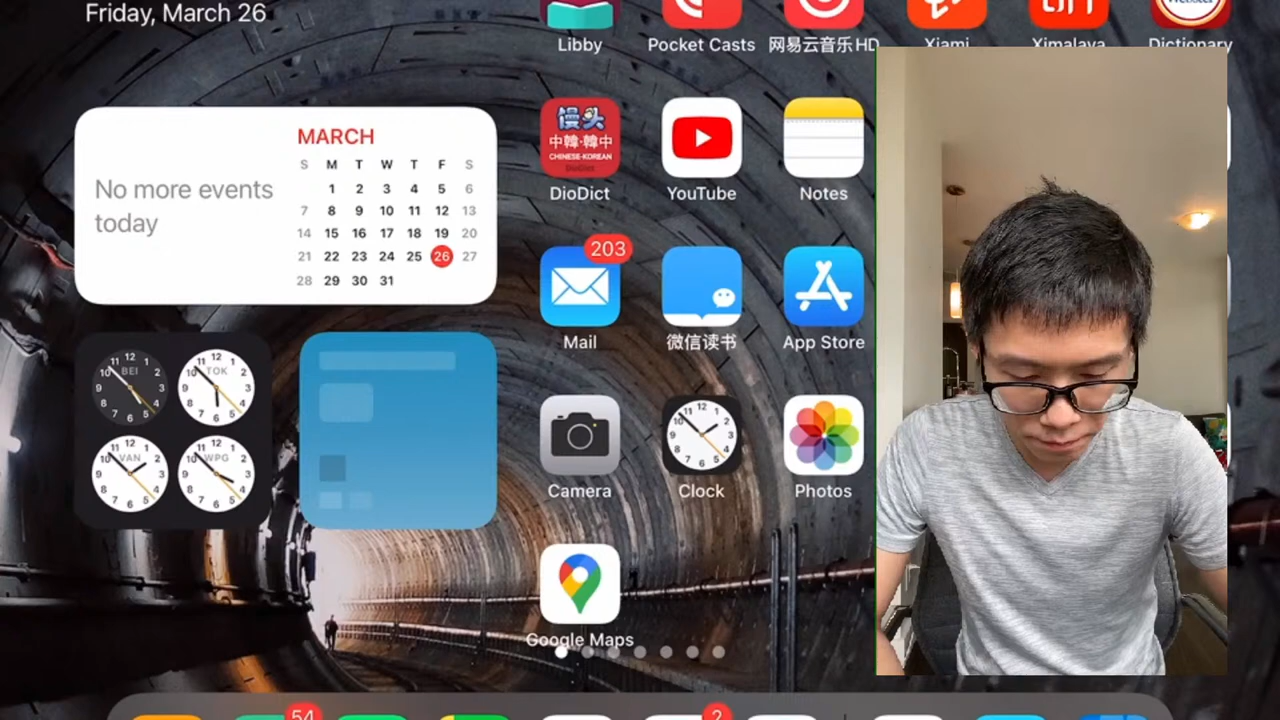 Friday, March 26
Libby
Pocket Casts
网易云音乐HD
Xiami
Ximalaya
Dictionary
No more events
today
MARCH
S M T W T F S
1 2 3 4 5 6
7 8 9 10 11 12 13
14 15 16 17 18 19 20
21 22 23 24 25 26 27
28 29 30 31
馒头
中韓·韓中
CHINESE-KOREAN
DioDict
DioDict
YouTube
Notes
203
Mail
微信读书
App Store
BEI
TOK
VAN
WPG
Camera
Clock
Photos
Google Maps
54
2